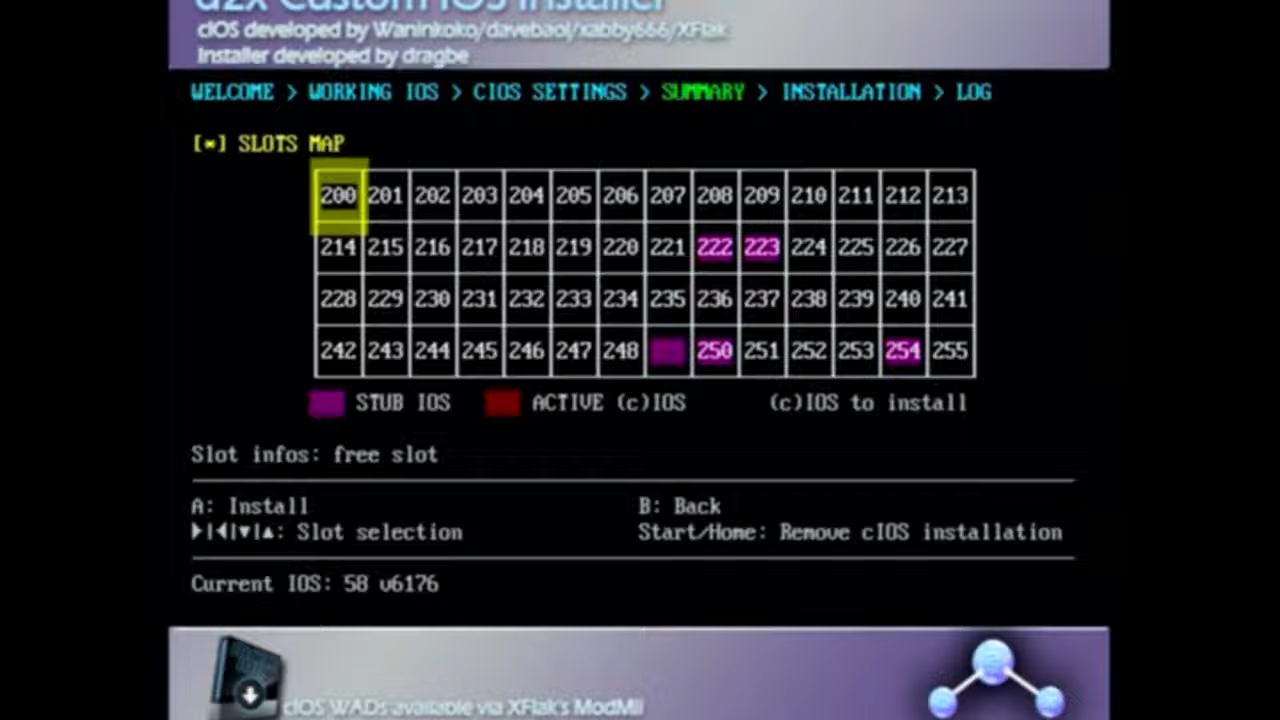 d2x Custom IOS Installer
cIOS developed by Waninkoko/davebaol/xabby666/XFlak
Installer developed by dragbe
WELCOME > WORKING IOS > CIOS SETTINGS > SUMMARY > INSTALLATION > LOG
[*] SLOTS MAP
200 201 202 203 204 205 206 207 208 209 210 211 212 213
214 215 216 217 218 219 220 221 222 223 224 225 226 227
228 229 230 231 232 233 234 235 236 237 238 239 240 241
242 243 244 245 246 247 248 250 251 252 253 254 255
STUB IOS ACTIVE (c)IOS (c)IOS to install
Slot infos: free slot
A: Install B: Back
►|◄|▼|▲: Slot selection Start/Home: Remove cIOS installation
Current IOS: 58 v6176
cIOS WADs available via XFlak's ModMii